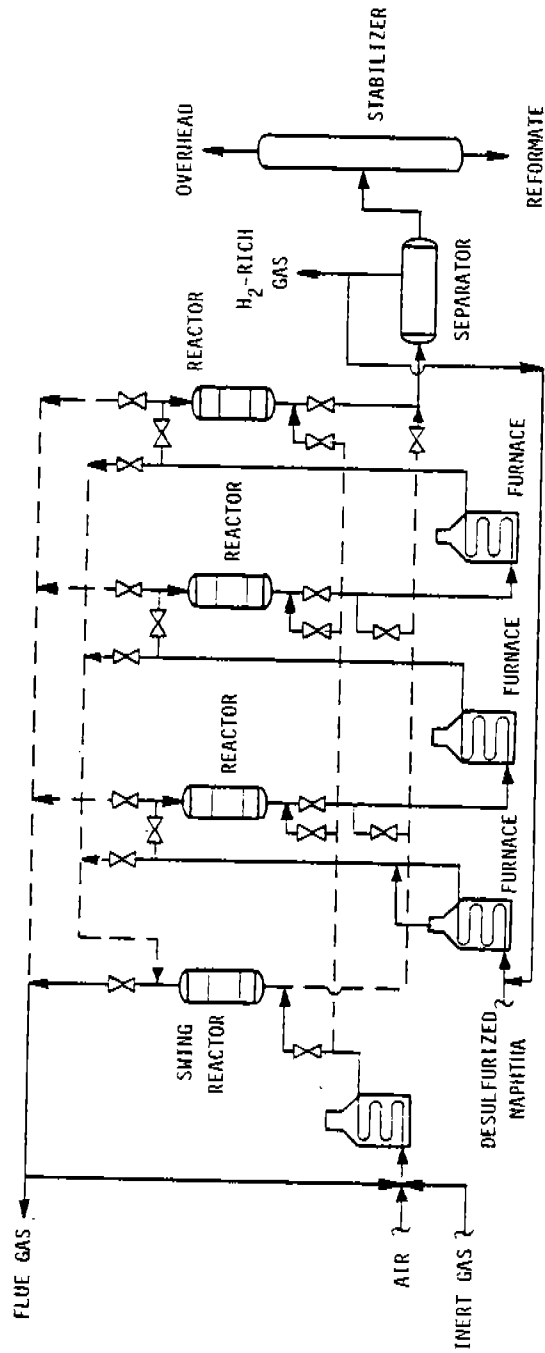 FLUE GAS
AIR
INERT GAS
SWING
REACTOR
DESULFURIZED
NAPHTHA
REACTOR
FURNACE
REACTOR
FURNACE
REACTOR
FURNACE
H2-RICH
GAS
SEPARATOR
OVERHEAD
STABILIZER
REFORMATE